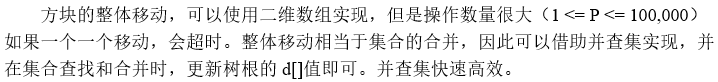 方块的整体移动，可以使用二维数组实现，但是操作数量很大（1 <= P <= 100,000）
如果一个一个移动，会超时。整体移动相当于集合的合并，因此可以借助并查集实现，并
在集合查找和合并时，更新树根的 d[]值即可。并查集快速高效。